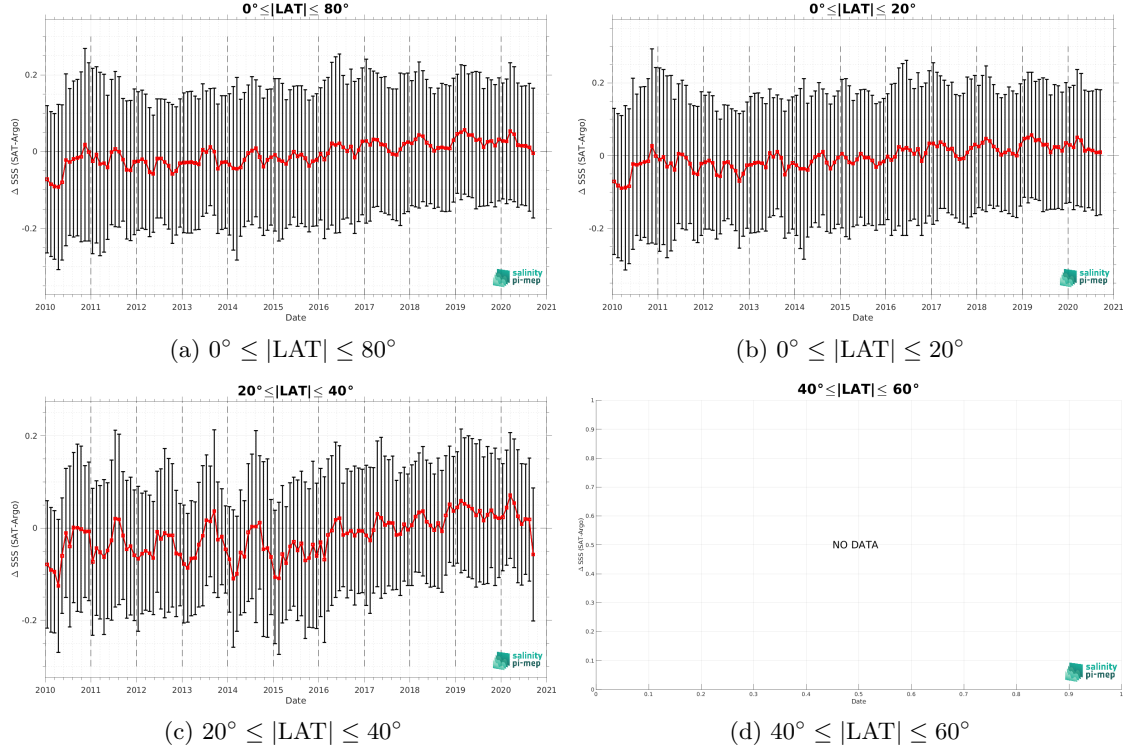 0°≤|LAT|≤ 80°
Δ SSS (SAT-Argo)
0.2
0
-0.2
2010 2011 2012 2013 2014 2015 2016 2017 2018 2019 2020 2021
Date
salinity
pi-mep
(a) 0° ≤ |LAT| ≤ 80°
0°≤|LAT|≤ 20°
Δ SSS (SAT-Argo)
0.2
0
-0.2
2010 2011 2012 2013 2014 2015 2016 2017 2018 2019 2020 2021
Date
salinity
pi-mep
(b) 0° ≤ |LAT| ≤ 20°
20°≤|LAT|≤ 40°
Δ SSS (SAT-Argo)
0.2
0
-0.2
2010 2011 2012 2013 2014 2015 2016 2017 2018 2019 2020 2021
Date
salinity
pi-mep
(c) 20° ≤ |LAT| ≤ 40°
40°≤|LAT|≤ 60°
Δ SSS (SAT-Argo)
1
0.9
0.8
0.7
0.6
0.5
0.4
0.3
0.2
0.1
0
NO DATA
0 0.1 0.2 0.3 0.4 0.5 0.6 0.7 0.8 0.9 1
Date
salinity
pi-mep
(d) 40° ≤ |LAT| ≤ 60°